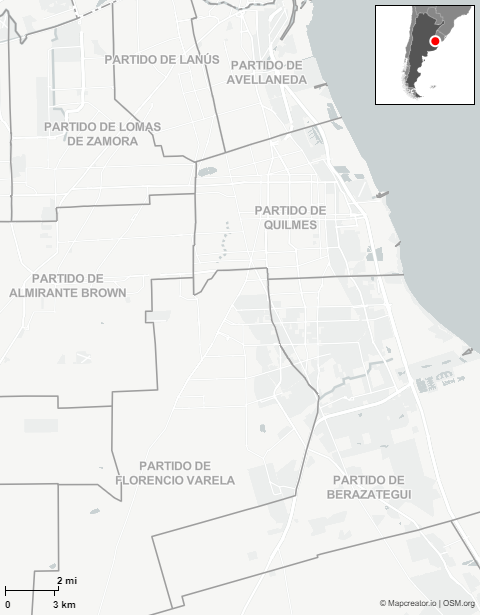 PARTIDO DE LANÚS
PARTIDO DE
AVELLANEDA
PARTIDO DE LOMAS
DE ZAMORA
PARTIDO DE
QUILMES
PARTIDO DE
ALMIRANTE BROWN
PARTIDO DE
FLORENCIO VARELA
PARTIDO DE
BERAZATEGUI
2 mi
0 3 km
© Mapcreator.io | OSM.org